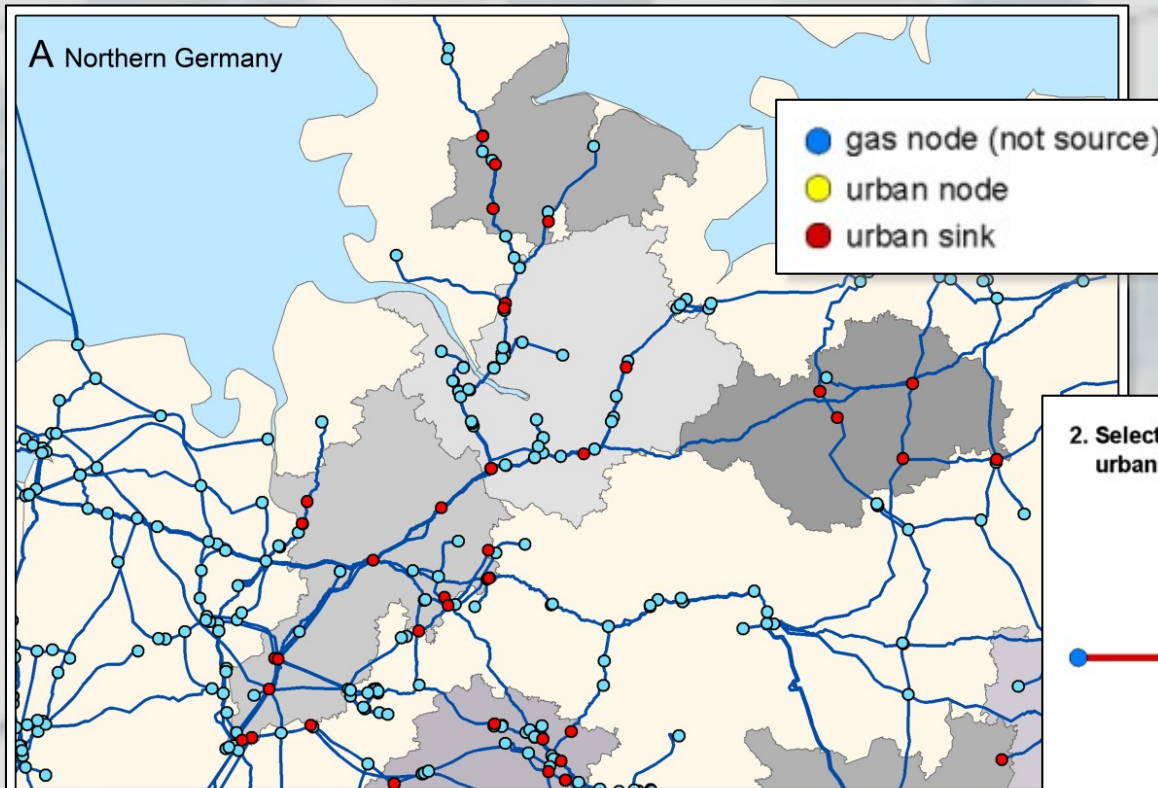 A Northern Germany
gas node (not source)
urban node
urban sink
2. Select
urban